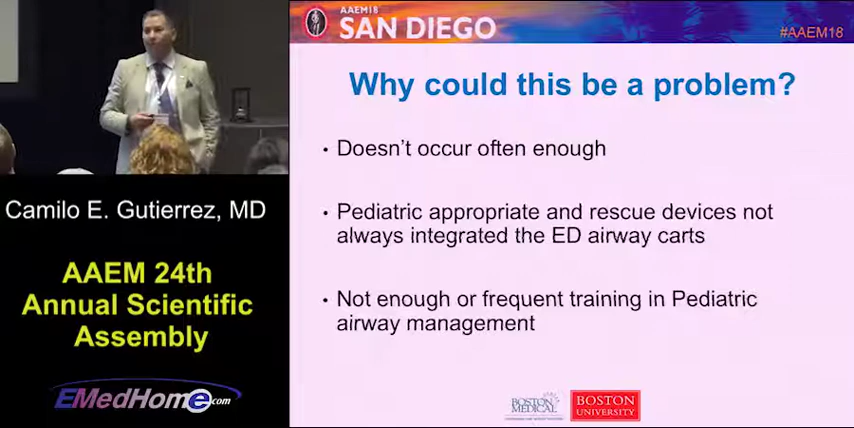 AAEM18
SAN DIEGO
#AAEM18
Why could this be a problem?
• Doesn't occur often enough
• Pediatric appropriate and rescue devices not
always integrated the ED airway carts
• Not enough or frequent training in Pediatric
airway management
Camilo E. Gutierrez, MD
AAEM 24th
Annual Scientific
Assembly
EMedHome.com
BOSTON
MEDICAL
BOSTON
UNIVERSITY